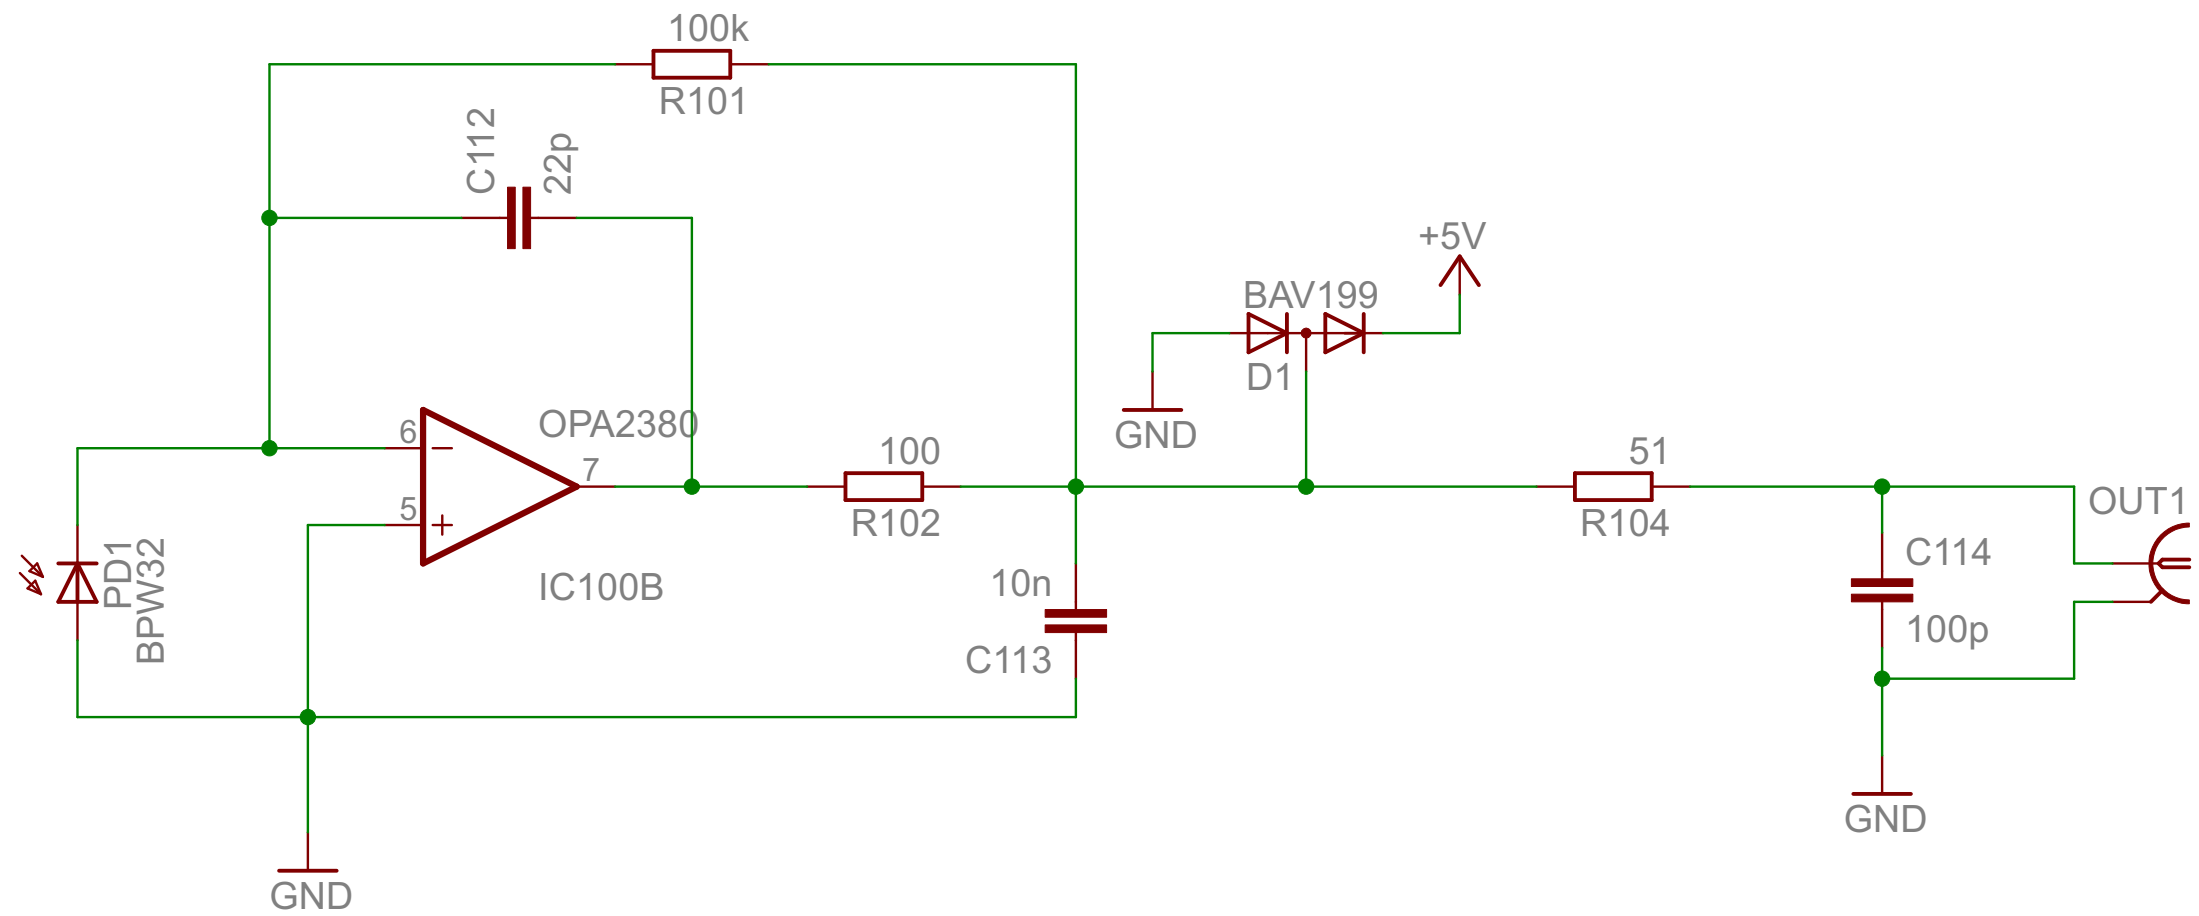 100k
R101
C112
22p
+5V
BAV199
D1
GND
OPA2380
6
7
5
IC100B
100
R102
51
R104
OUT1
PD1
BPW32
10n
C113
C114
100p
GND
GND